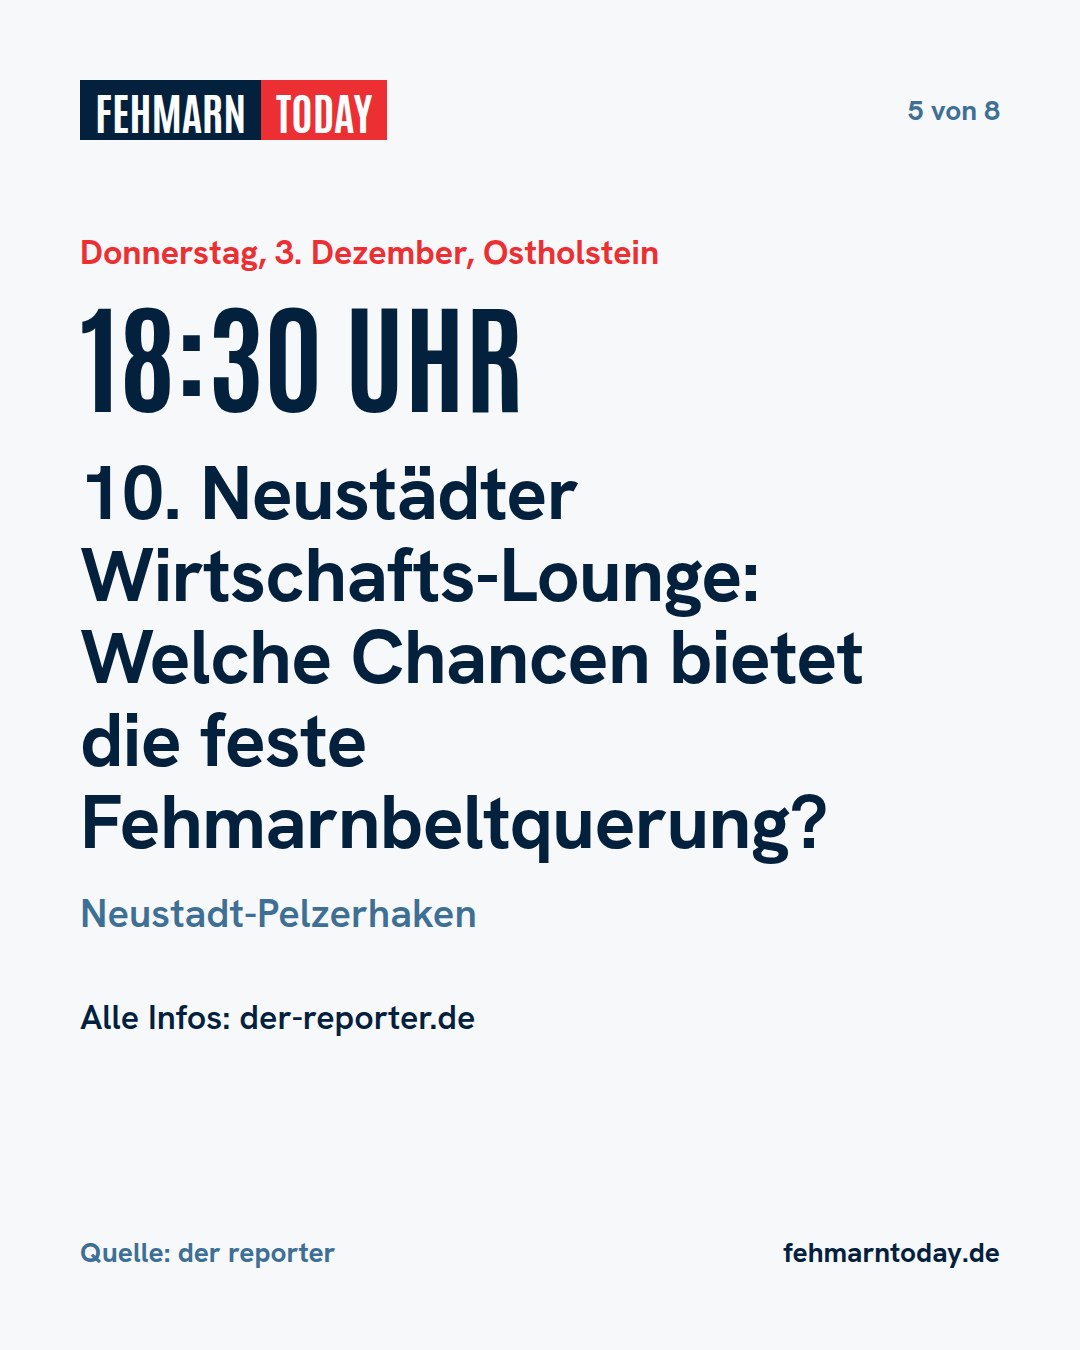 FEHMARN TODAY
5 von 8
Donnerstag, 3. Dezember, Ostholstein
18:30 UHR
10. Neustädter
Wirtschafts-Lounge:
Welche Chancen bietet
die feste
Fehmarnbeltquerung?
Neustadt-Pelzerhaken
Alle Infos: der-reporter.de
Quelle: der reporter
fehmarntoday.de